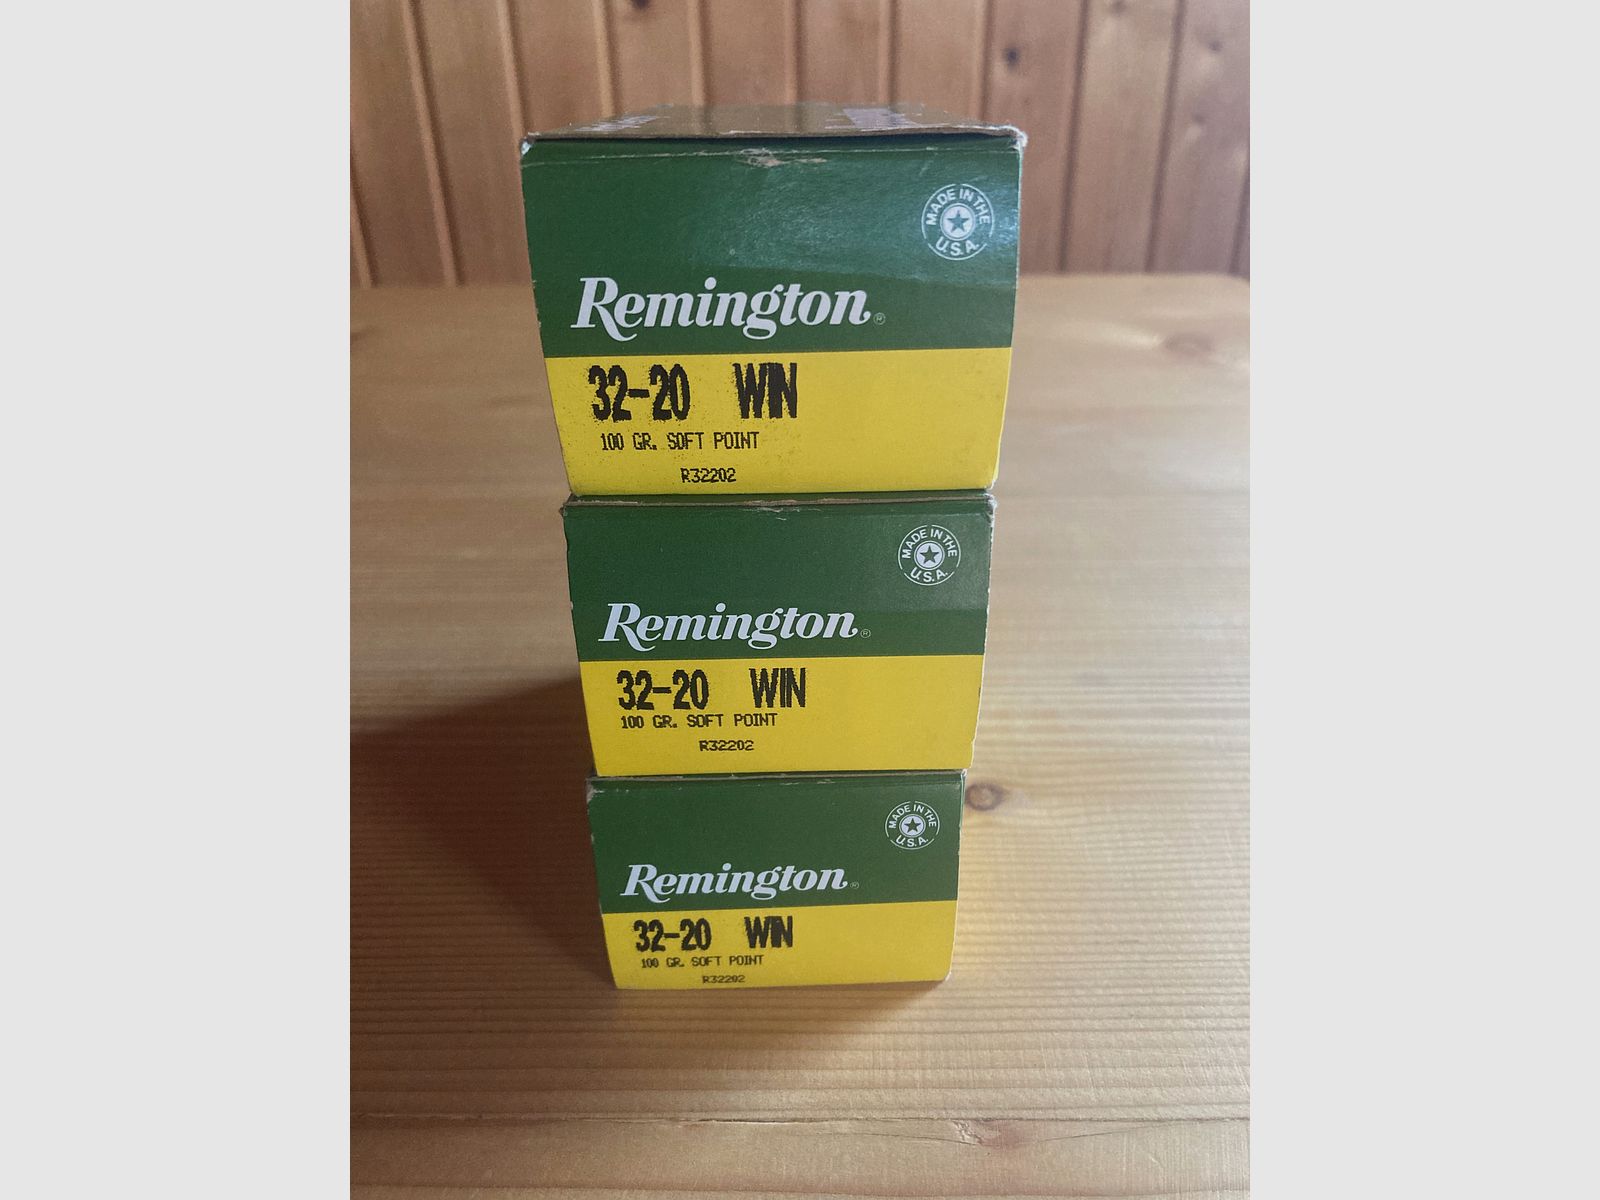 MADE IN THE
U.S.A.
Remington®
32-20 WIN
100 GR. SOFT POINT
R32202
MADE IN THE
U.S.A.
Remington®
32-20 WIN
100 GR. SOFT POINT
R32202
MADE IN THE
U.S.A.
Remington®
32-20 WIN
100 GR. SOFT POINT
R32202